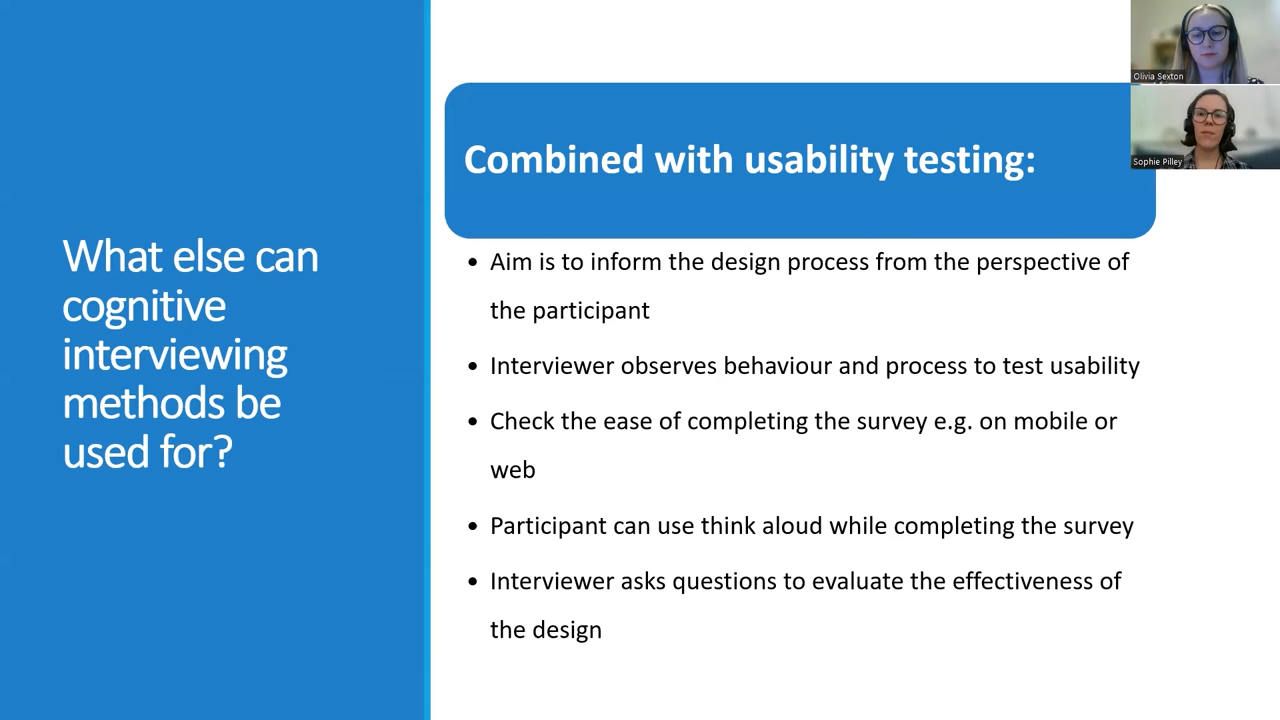 What else can
cognitive
interviewing
methods be
used for?
Combined with usability testing:
• Aim is to inform the design process from the perspective of
the participant
• Interviewer observes behaviour and process to test usability
• Check the ease of completing the survey e.g. on mobile or
web
• Participant can use think aloud while completing the survey
• Interviewer asks questions to evaluate the effectiveness of
the design
Olivia Sexton
Sophie Pilley